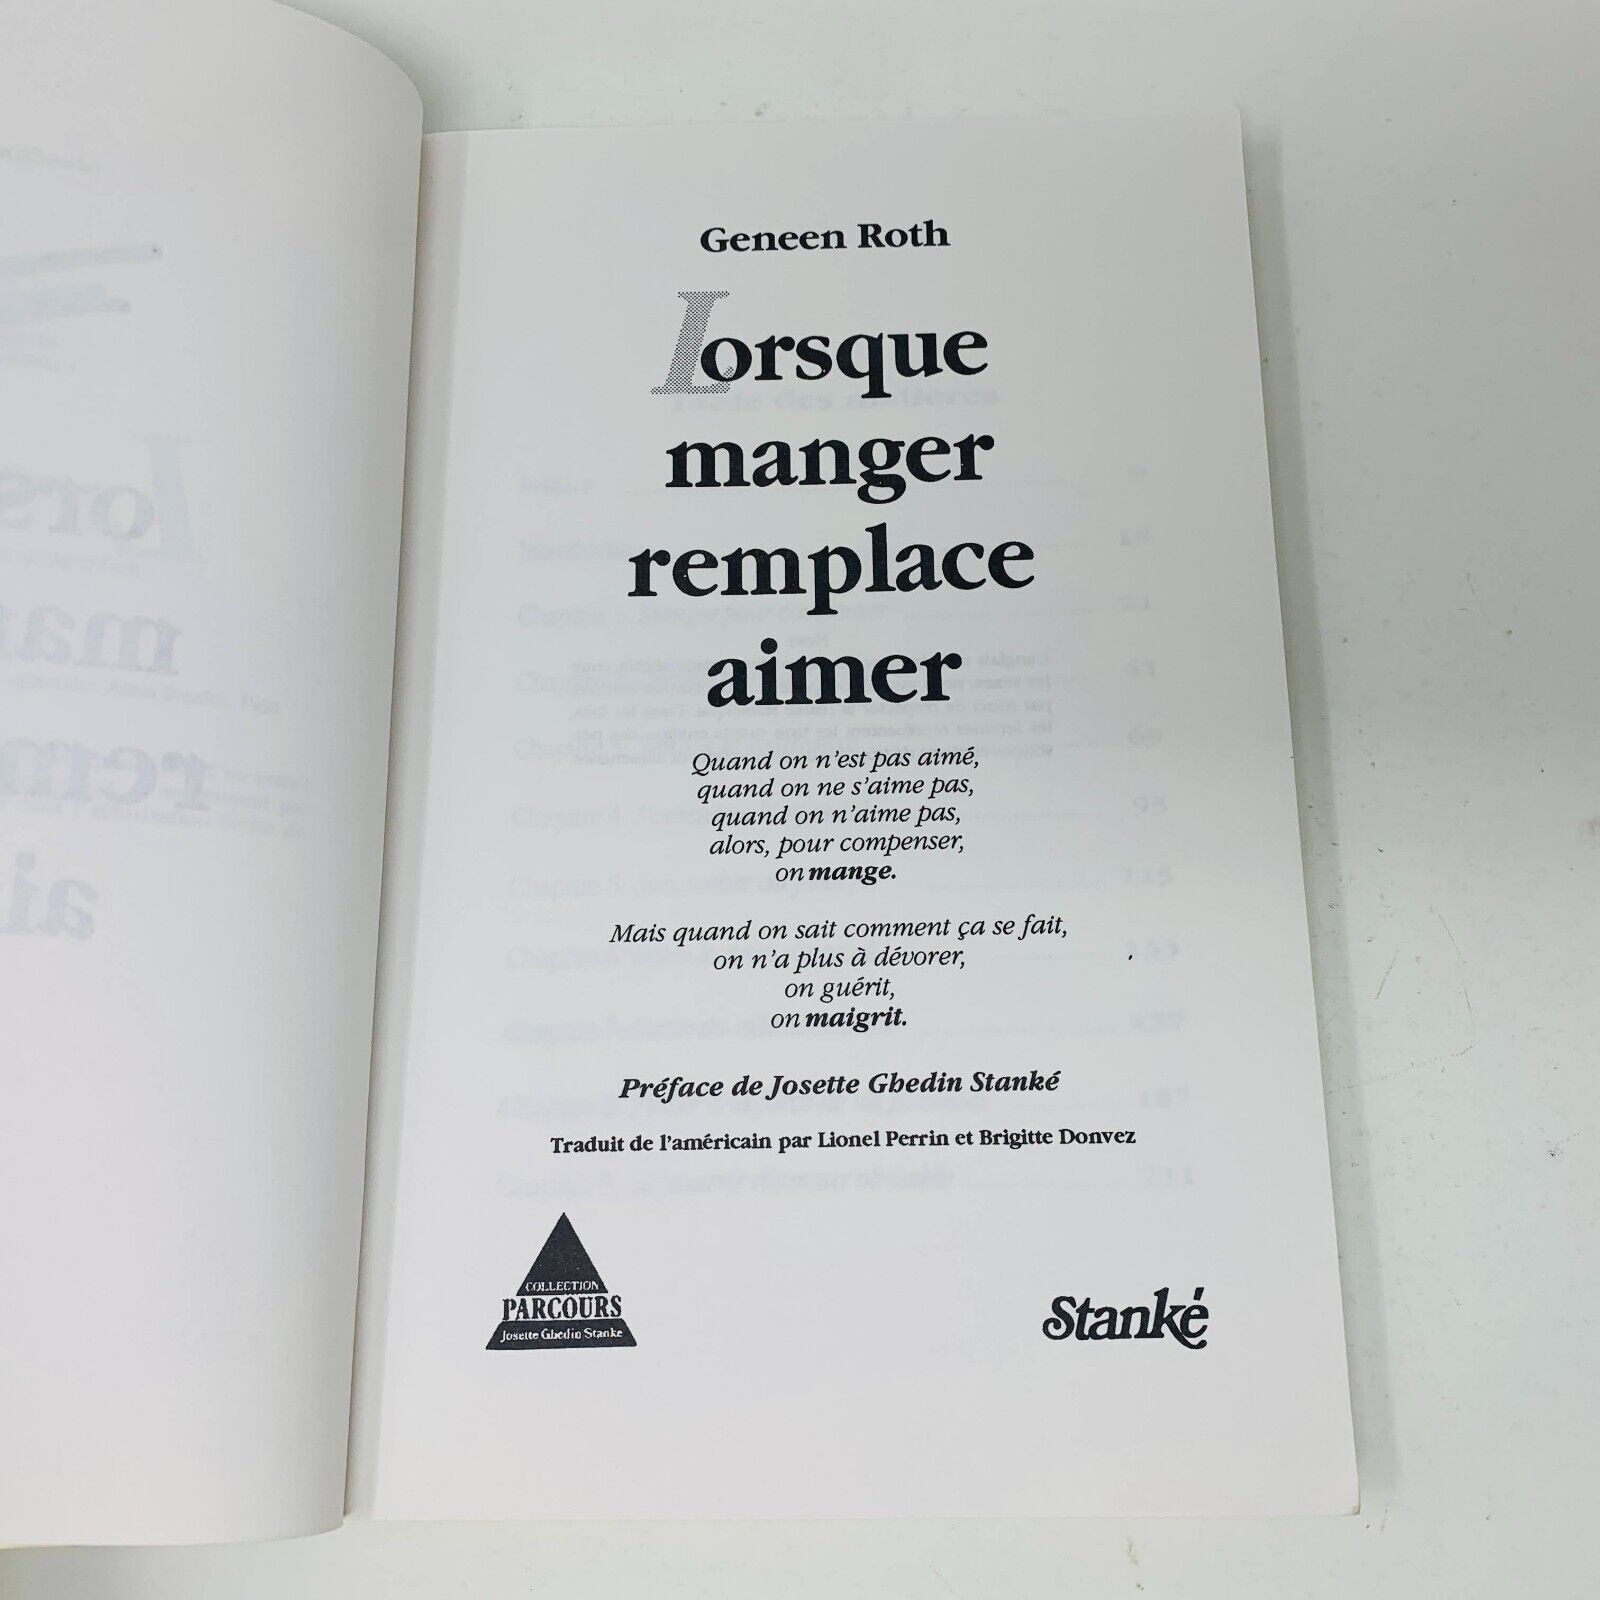 Geneen Roth
Lorsque
manger
remplace
aimer
Quand on n'est pas aimé,
quand on ne s'aime pas,
quand on n'aime pas,
alors, pour compenser,
on mange.
Mais quand on sait comment ça se fait,
on n'a plus à dévorer,
on guérit,
on maigrit.
Préface de Josette Ghedin Stanké
Traduit de l'américain par Lionel Perrin et Brigitte Donvez
COLLECTION
PARCOURS
Josette Ghedin Stanké
Stanké